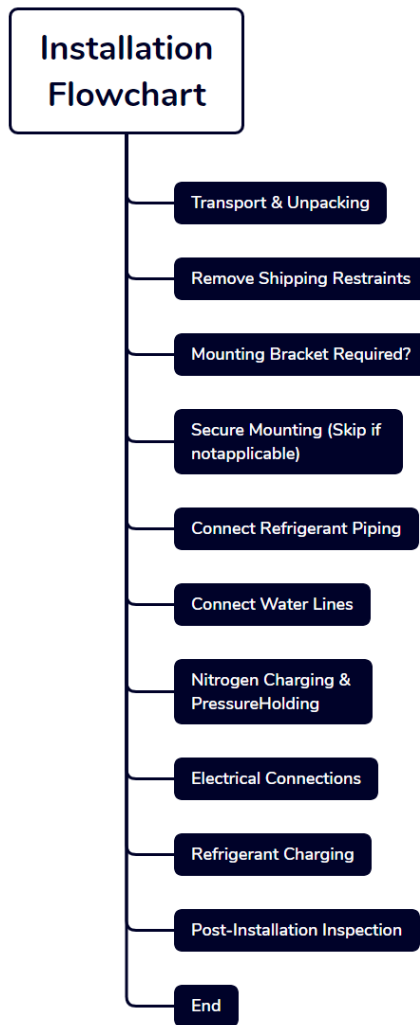 Installation
Flowchart
Transport & Unpacking
Remove Shipping Restraints
Mounting Bracket Required?
Secure Mounting (Skip if
notapplicable)
Connect Refrigerant Piping
Connect Water Lines
Nitrogen Charging &
PressureHolding
Electrical Connections
Refrigerant Charging
Post-Installation Inspection
End